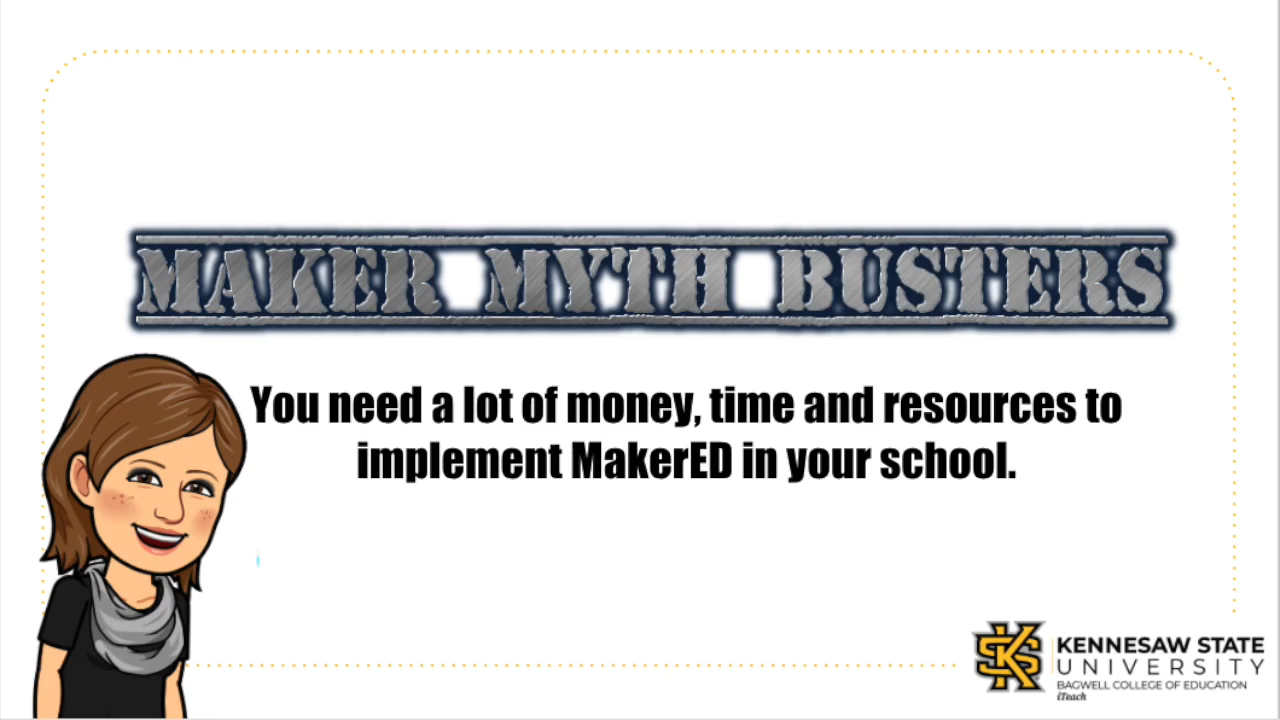 MAKER MYTH BUSTERS
You need a lot of money, time and resources to
implement MakerED in your school.
KS
KENNESAW STATE
UNIVERSITY
BAGWELL COLLEGE OF EDUCATION
iTeach